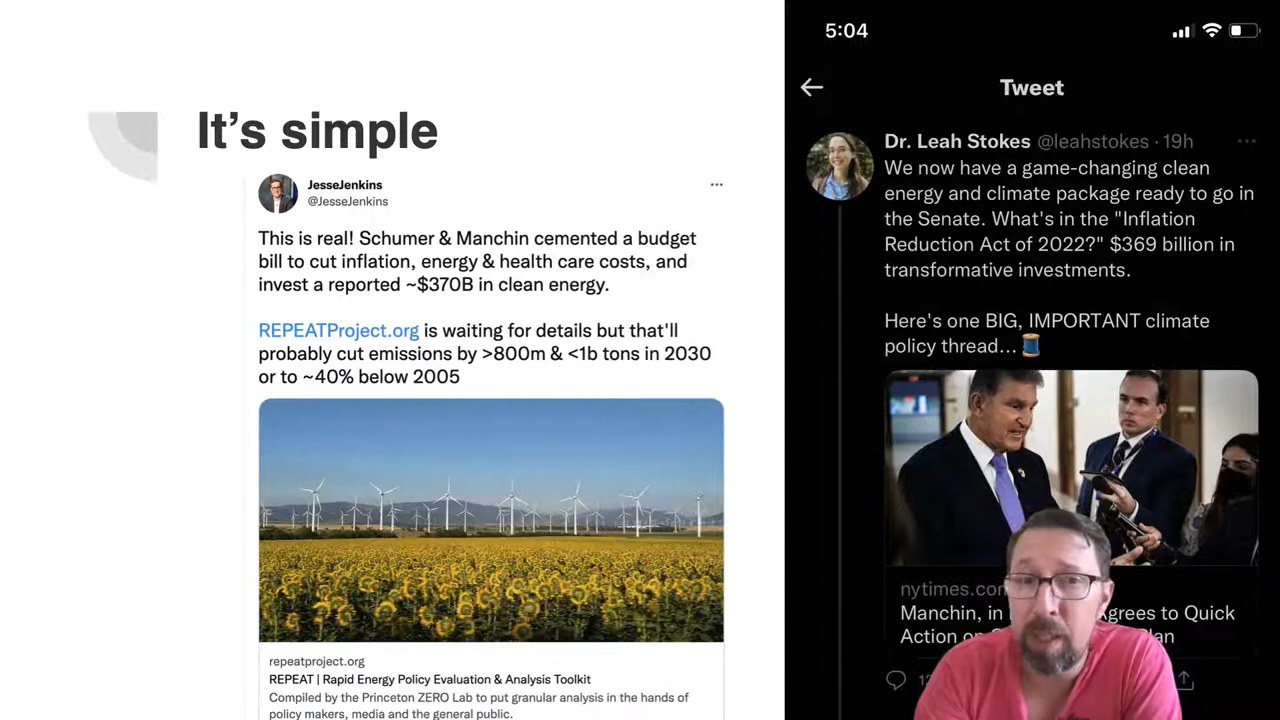 It's simple
JesseJenkins
@JesseJenkins
This is real! Schumer & Manchin cemented a budget
bill to cut inflation, energy & health care costs, and
invest a reported ~$370B in clean energy.
REPEATProject.org is waiting for details but that'll
probably cut emissions by >800m & <1b tons in 2030
or to ~40% below 2005
repeatproject.org
REPEAT | Rapid Energy Policy Evaluation & Analysis Toolkit
Compiled by the Princeton ZERO Lab to put granular analysis in the hands of
policy makers, media and the general public.
5:04
Tweet
Dr. Leah Stokes @leahstokes · 19h
We now have a game-changing clean
energy and climate package ready to go in
the Senate. What's in the "Inflation
Reduction Act of 2022?" $369 billion in
transformative investments.
Here's one BIG, IMPORTANT climate
policy thread...
nytimes.com
Manchin, in Agrees to Quick
Action